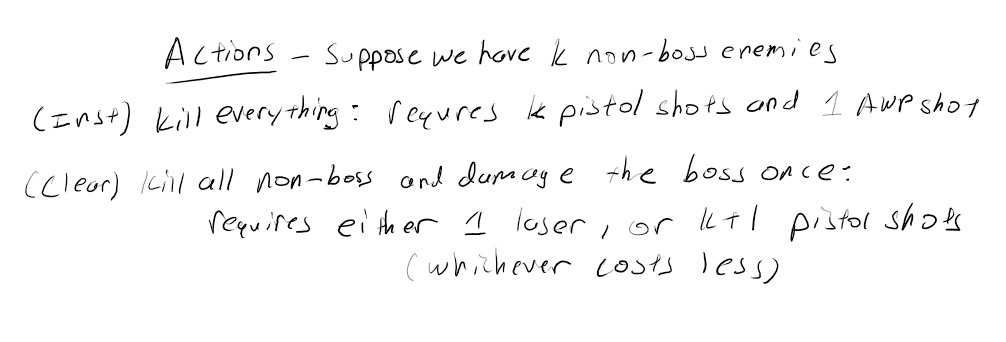 Actions - Suppose we have k non-boss enemies
(Inst) kill everything: requres k pistol shots and 1 AWP shot
(Clear) kill all non-boss and damage the boss once:
requires either 1 laser, or k+1 pistol shots
(whichever costs less)